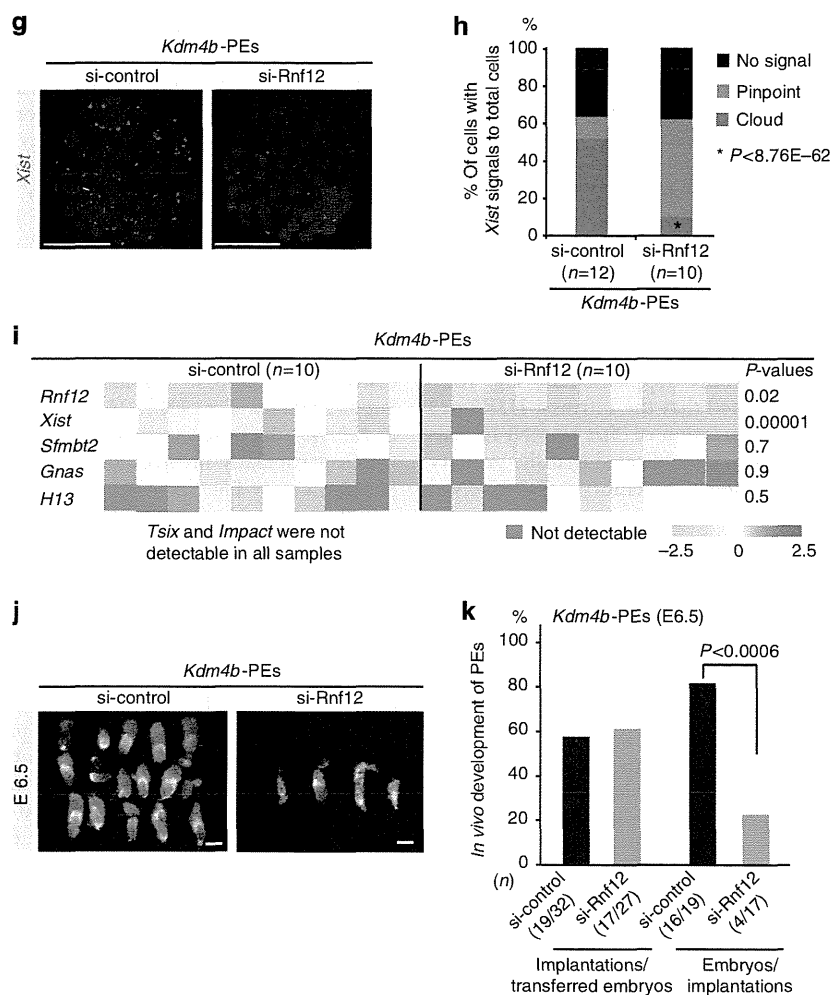 g
Kdm4b-PEs
si-control si-Rnf12
Xist
h
%
100
80
60
40
20
0
% Of cells with
Xist signals to total cells
No signal
Pinpoint
Cloud
* P<8.76E–62
*
si-control si-Rnf12
(n=12) (n=10)
Kdm4b-PEs
i
Kdm4b-PEs
si-control (n=10) si-Rnf12 (n=10) P-values
Rnf12 0.02
Xist 0.00001
Sfmbt2 0.7
Gnas 0.9
H13 0.5
Tsix and Impact were not
detectable in all samples
Not detectable
–2.5 0 2.5
j
Kdm4b-PEs
si-control si-Rnf12
E 6.5
k
% Kdm4b-PEs (E6.5)
100
80
60
40
20
0
In vivo development of PEs
P<0.0006
(n)
si-control
(19/32)
si-Rnf12
(17/27)
si-control
(16/19)
si-Rnf12
(4/17)
Implantations/
transferred embryos
Embryos/
implantations